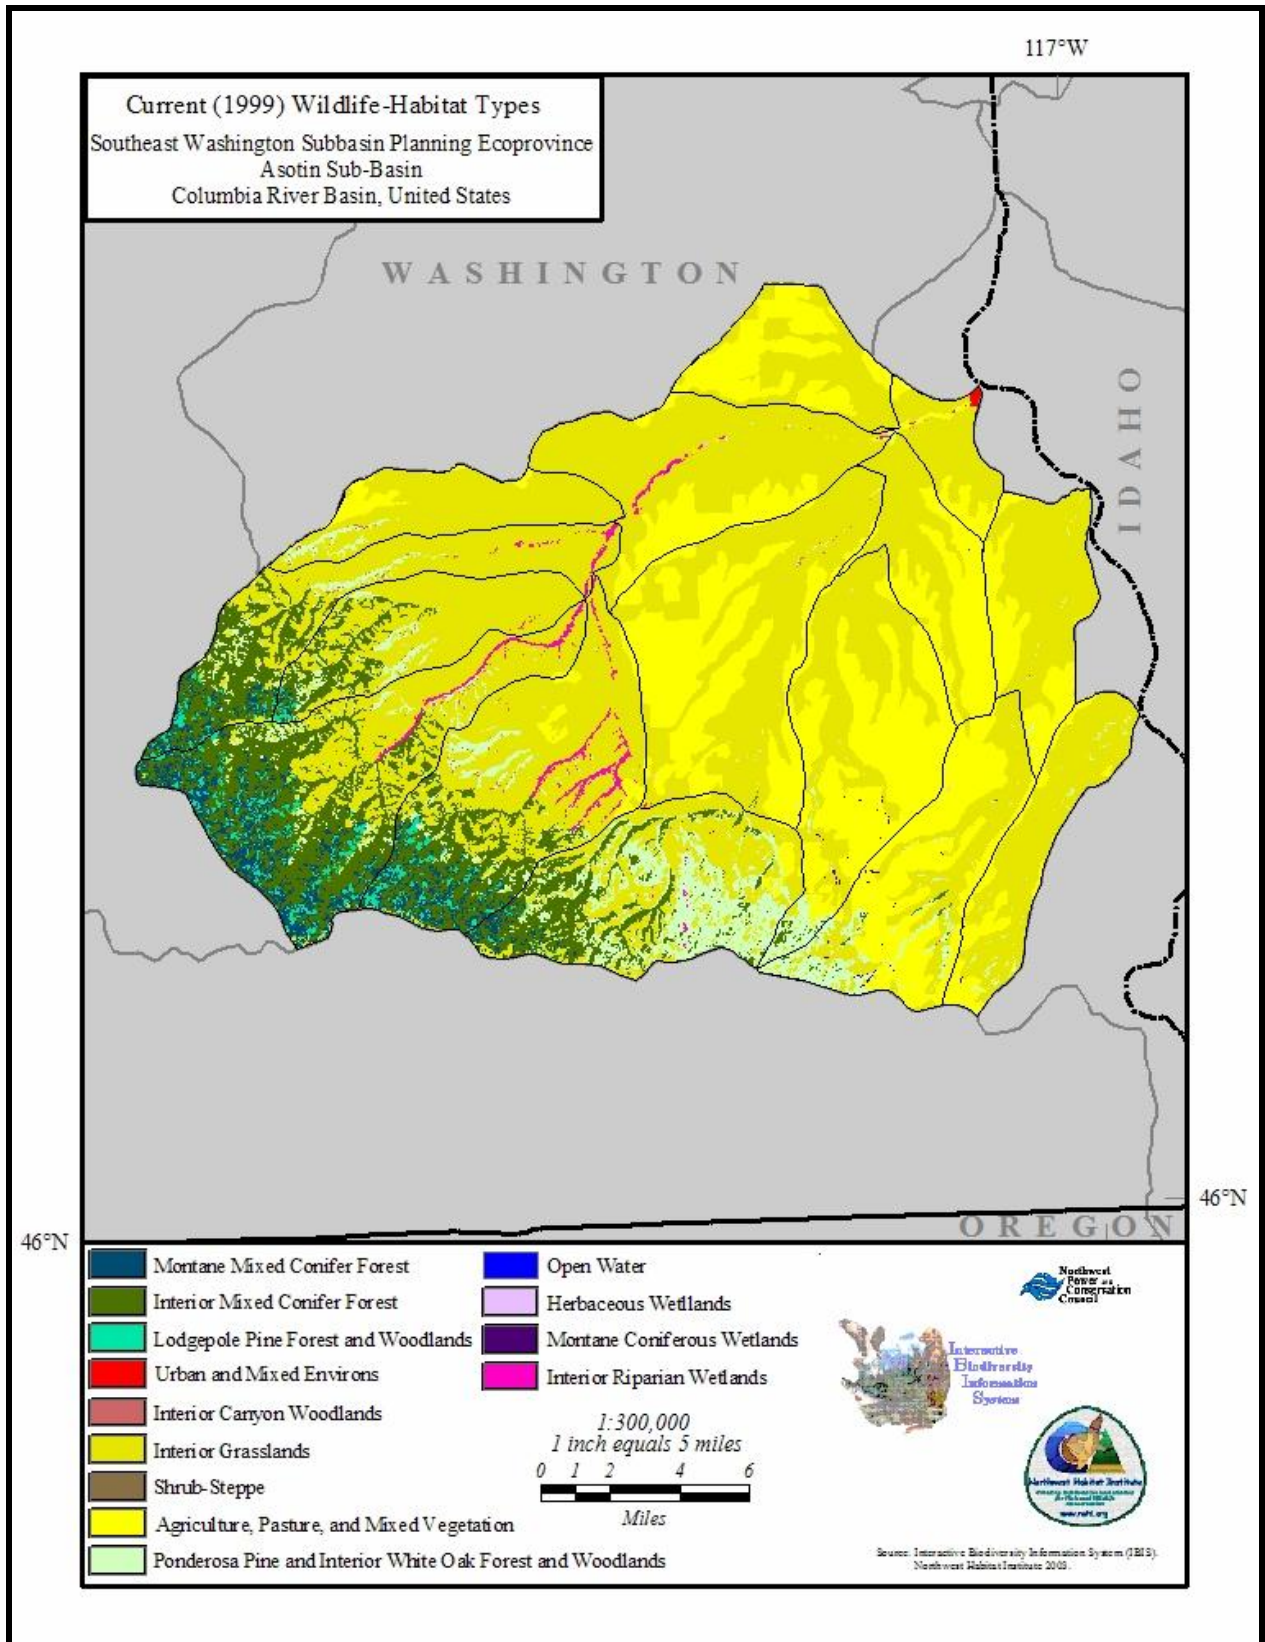 117°W
Current (1999) Wildlife-Habitat Types
Southeast Washington Subbasin Planning Ecoprovince
Asotin Sub-Basin
Columbia River Basin, United States
WASHINGTON
IDAHO
46°N
OREGON
46°N
Montane Mixed Conifer Forest
Interior Mixed Conifer Forest
Lodgepole Pine Forest and Woodlands
Urban and Mixed Environs
Interior Canyon Woodlands
Interior Grasslands
Shrub-Steppe
Agriculture, Pasture, and Mixed Vegetation
Ponderosa Pine and Interior White Oak Forest and Woodlands
Open Water
Herbaceous Wetllands
Montane Coniferous Wetlands
Interior Riparian Wetlands
1:300,000
1 inch equals 5 miles
0 1 2 4 6
Miles
Northwest
Power and
Conservation
Council
Interactive
Biodiversity
Information
System
Northwest Habitat Institute
www.nwhi.org
Source: Interactive Biodiversity Information System (IBIS).
Northwest Habitat Institute 2003.